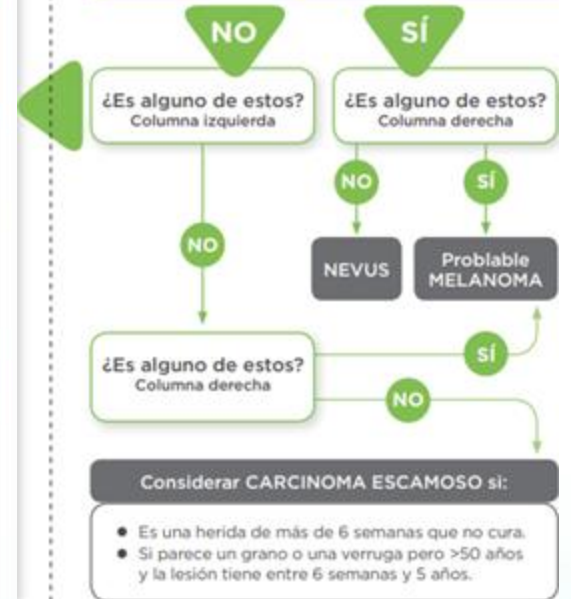 NO
SÍ
¿Es alguno de estos?
Columna izquierda
¿Es alguno de estos?
Columna derecha
NO
SÍ
NO
NEVUS
Problable
MELANOMA
¿Es alguno de estos?
Columna derecha
SÍ
NO
Considerar CARCINOMA ESCAMOSO si:
● Es una herida de más de 6 semanas que no cura.
● Si parece un grano o una verruga pero >50 años
y la lesión tiene entre 6 semanas y 5 años.